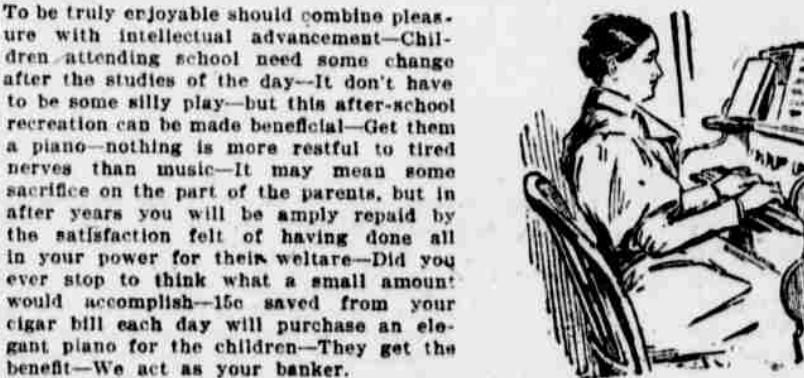 To be truly enjoyable should combine pleas-
ure with intellectual advancement—Chil-
dren attending school need some change
after the studies of the day—It don't have
to be some silly play—but this after-school
recreation can be made beneficial—Get them
a piano—nothing is more restful to tired
nerves than music—It may mean some
sacrifice on the part of the parents, but in
after years you will be amply repaid by
the satisfaction felt of having done all
in your power for their welfare—Did you
ever stop to think what a small amount
would accomplish—15c saved from your
cigar bill each day will purchase an ele-
gant piano for the children—They get the
benefit—We act as your banker.